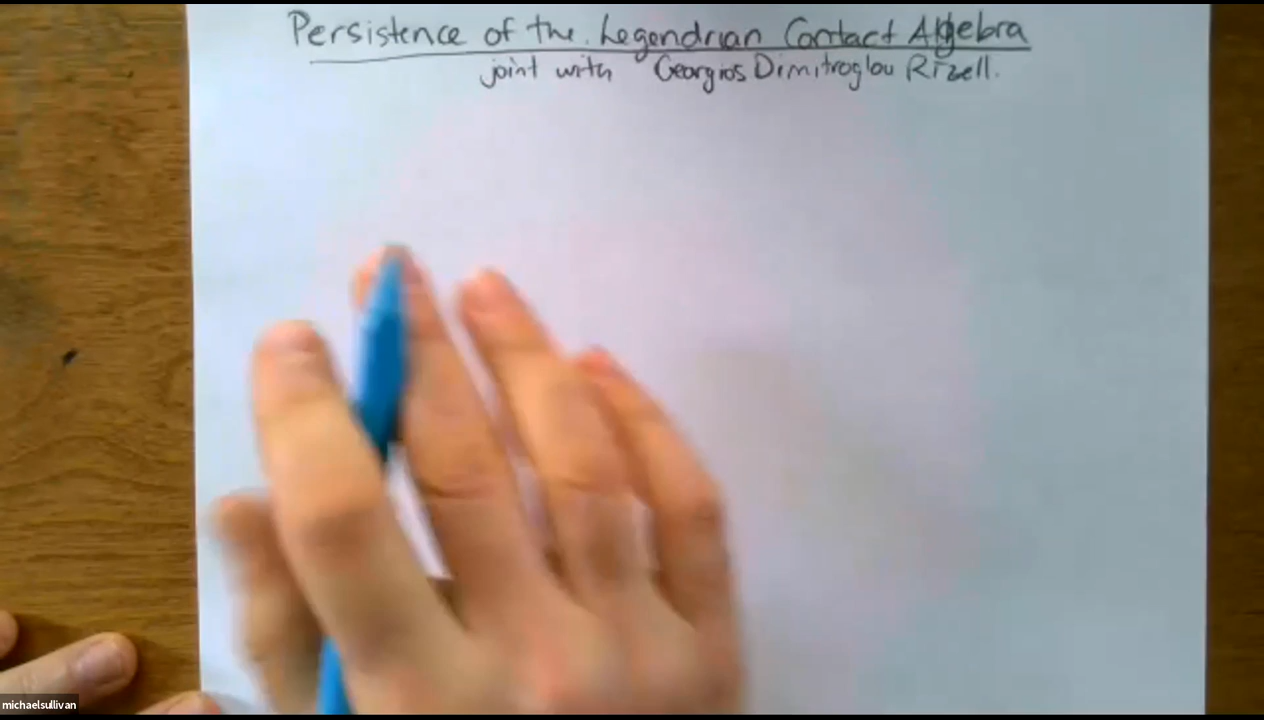 Persistence of the Legendrian Contact Algebra
joint with Georgios Dimitroglou Rizell.
michaelsullivan